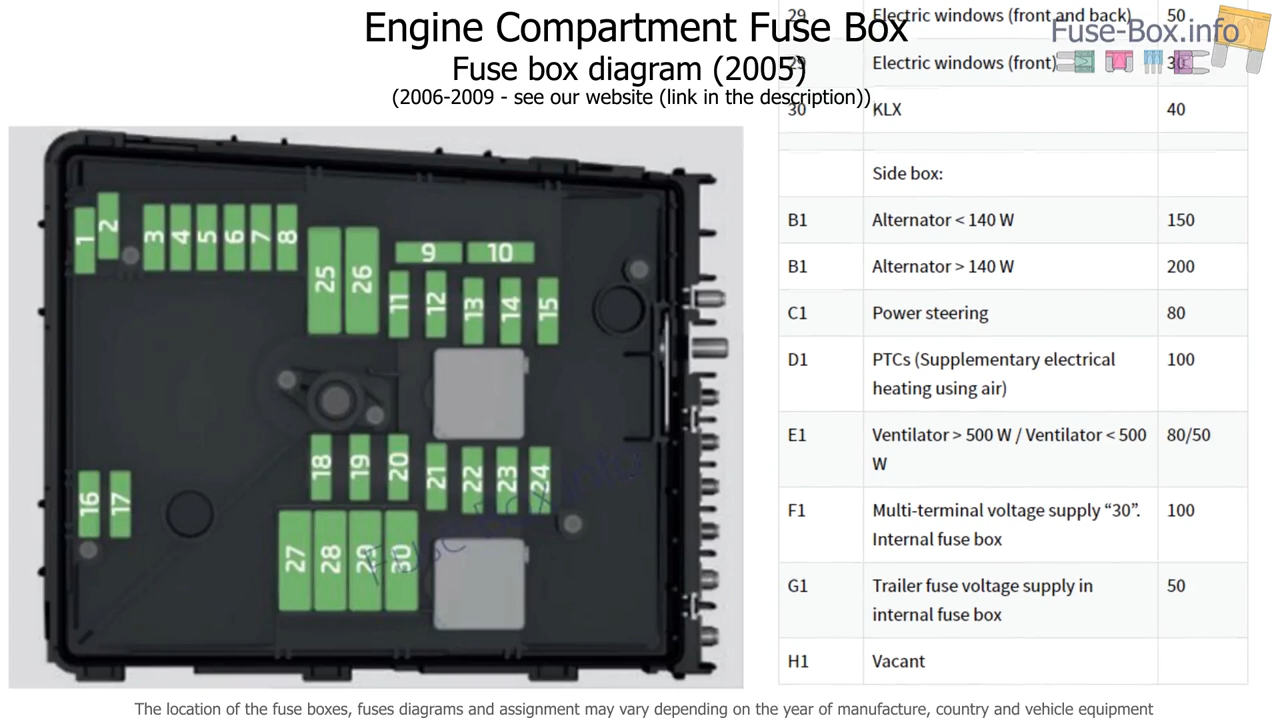 Engine Compartment Fuse Box
Fuse box diagram (2005)
(2006-2009 - see our website (link in the description))
Fuse-Box.info
1
2
3
4
5
6
7
8
25
26
9
10
11
12
13
14
15
16
17
18
19
20
21
22
23
24
27
28
29
30
Fuse-Box.info
29 Electric windows (front and back) 50
29 Electric windows (front) 30
30 KLX 40
Side box:
B1 Alternator < 140 W 150
B1 Alternator > 140 W 200
C1 Power steering 80
D1 PTCs (Supplementary electrical 100
heating using air)
E1 Ventilator > 500 W / Ventilator < 500 80/50
W
F1 Multi-terminal voltage supply “30”. 100
Internal fuse box
G1 Trailer fuse voltage supply in 50
internal fuse box
H1 Vacant
The location of the fuse boxes, fuses diagrams and assignment may vary depending on the year of manufacture, country and vehicle equipment